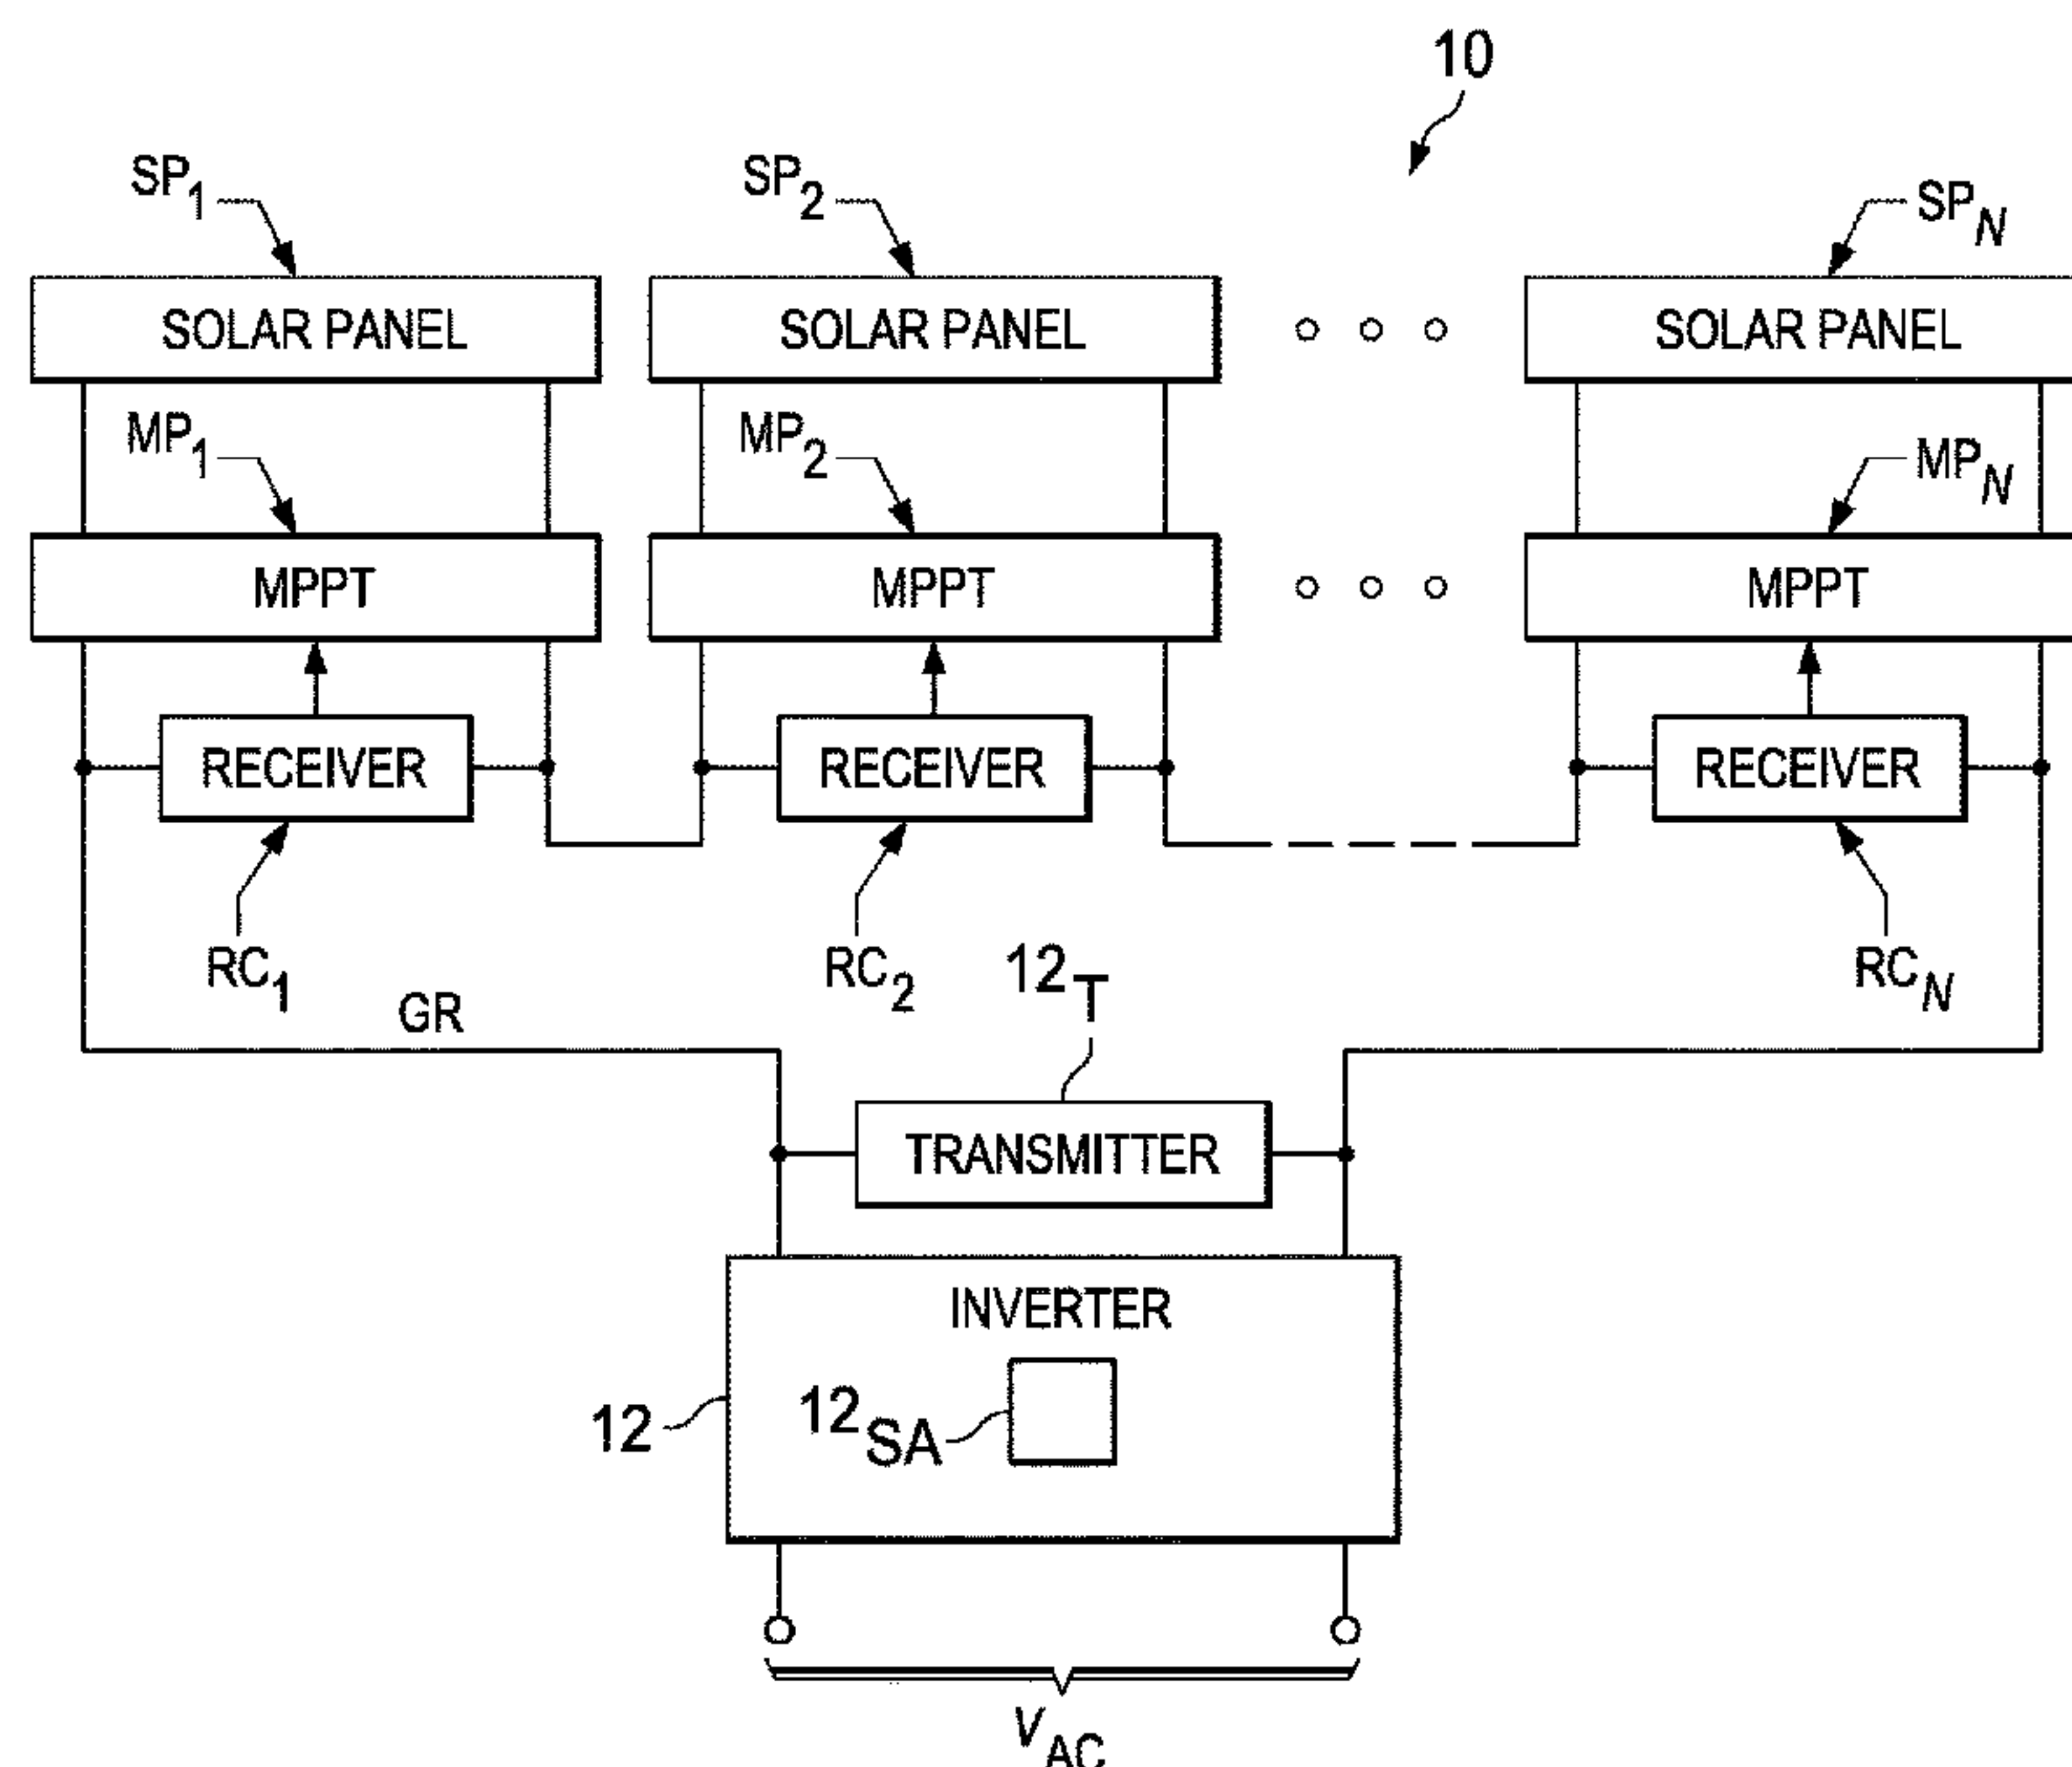 10
SP1 SP2 SPN
SOLAR PANEL SOLAR PANEL SOLAR PANEL
MP1 MP2 MPN
MPPT MPPT MPPT
RECEIVER RECEIVER RECEIVER
RC1 RC2 RCN
GR 12T
TRANSMITTER
INVERTER
12 12SA
VAC